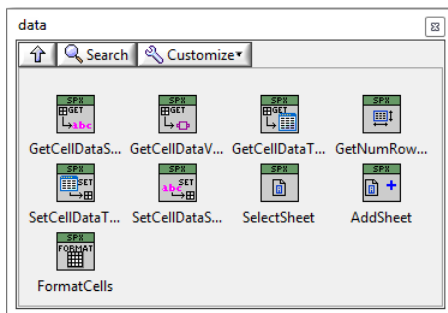 data
Search Customize
SPX SPX SPX SPX
GET GET GET
abc
GetCellDataS... GetCellDataV... GetCellDataT... GetNumRow...
SPX SPX SPX SPX
SET SET
abc
SetCellDataT... SetCellDataS... SelectSheet AddSheet
SPX
FORMAT
FormatCells